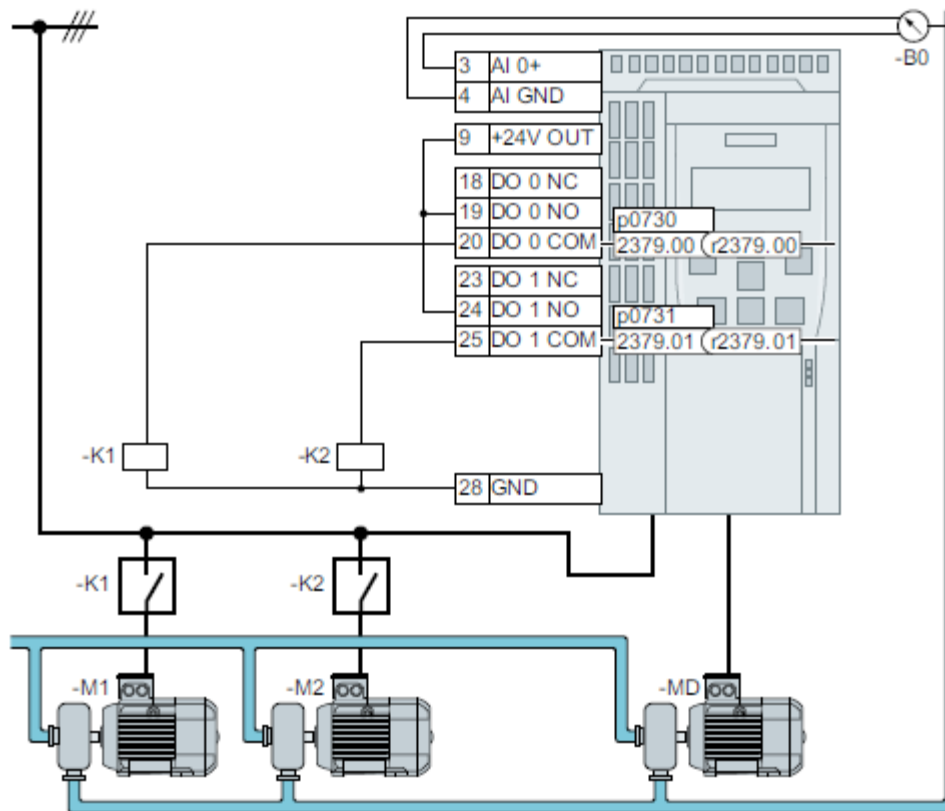 -B0
3 AI 0+
4 AI GND
9 +24V OUT
18 DO 0 NC
19 DO 0 NO
p0730
20 DO 0 COM 2379.00 r2379.00
23 DO 1 NC
24 DO 1 NO
p0731
25 DO 1 COM 2379.01 r2379.01
-K1 -K2
28 GND
-K1 -K2
-M1 -M2 -MD